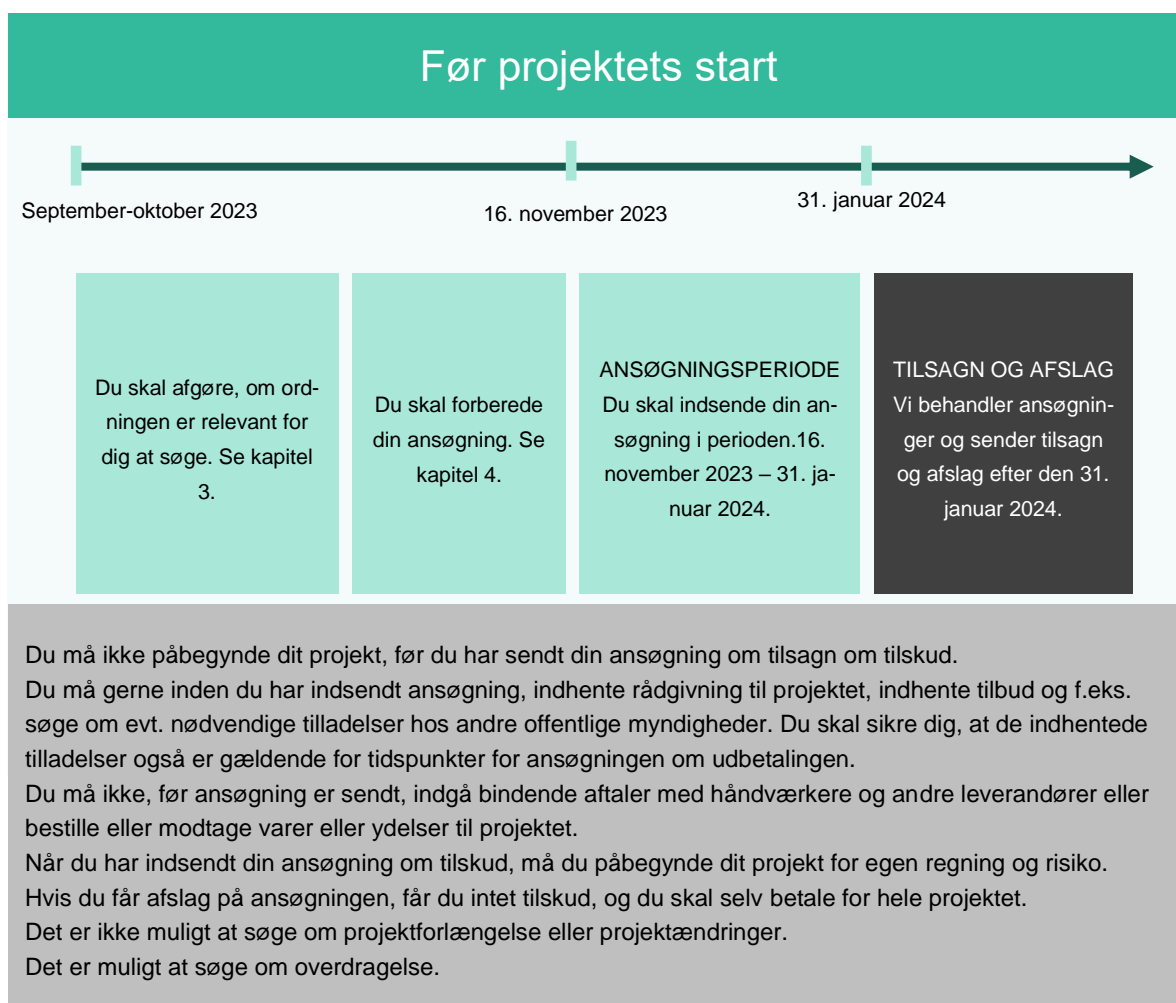 Før projektets start
September-oktober 2023
16. november 2023
31. januar 2024
Du skal afgøre, om ord-
ningen er relevant for
dig at søge. Se kapitel
3.
Du skal forberede
din ansøgning. Se
kapitel 4.
ANSØGNINGSPERIODE
Du skal indsende din an-
søgning i perioden.16.
november 2023 – 31. ja-
nuar 2024.
TILSAGN OG AFSLAG
Vi behandler ansøgnin-
ger og sender tilsagn
og afslag efter den 31.
januar 2024.
Du må ikke påbegynde dit projekt, før du har sendt din ansøgning om tilsagn om tilskud.
Du må gerne inden du har indsendt ansøgning, indhente rådgivning til projektet, indhente tilbud og f.eks.
søge om evt. nødvendige tilladelser hos andre offentlige myndigheder. Du skal sikre dig, at de indhentede
tilladelser også er gældende for tidspunkter for ansøgningen om udbetalingen.
Du må ikke, før ansøgning er sendt, indgå bindende aftaler med håndværkere og andre leverandører eller
bestille eller modtage varer eller ydelser til projektet.
Når du har indsendt din ansøgning om tilskud, må du påbegynde dit projekt for egen regning og risiko.
Hvis du får afslag på ansøgningen, får du intet tilskud, og du skal selv betale for hele projektet.
Det er ikke muligt at søge om projektforlængelse eller projektændringer.
Det er muligt at søge om overdragelse.